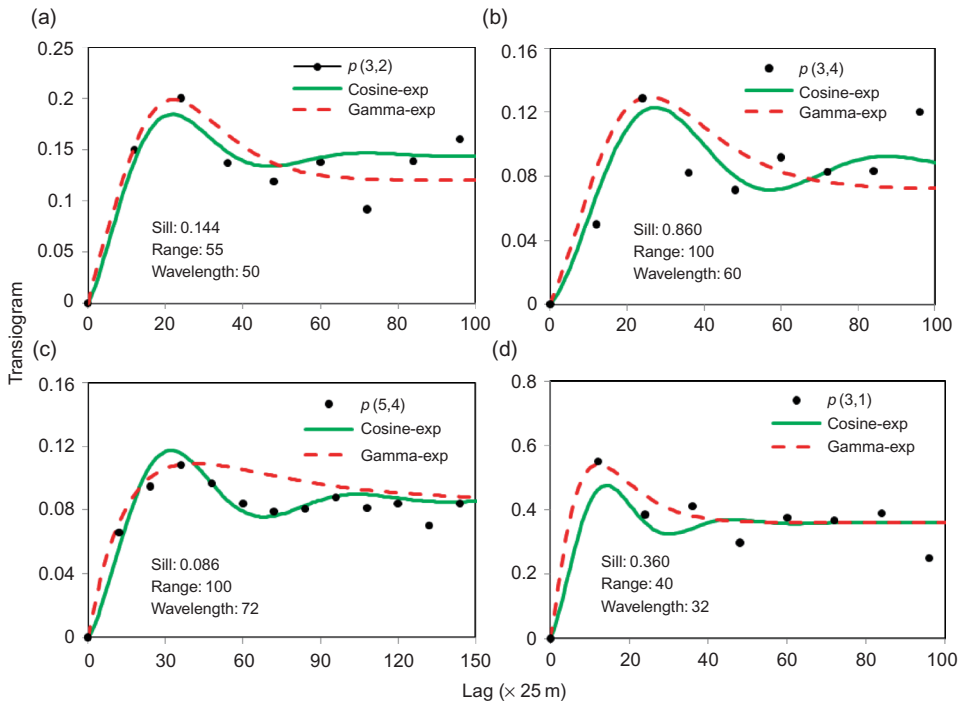 (a)
0.25
0.2
0.15
0.1
0.05
0
p (3,2)
Cosine-exp
Gamma-exp
Sill: 0.144
Range: 55
Wavelength: 50
0 20 40 60 80 100
(b)
0.16
0.12
0.08
0.04
0
p (3,4)
Cosine-exp
Gamma-exp
Sill: 0.860
Range: 100
Wavelength: 60
0 20 40 60 80 100
Transiogram
(c)
0.16
0.12
0.08
0.04
0
p (5,4)
Cosine-exp
Gamma-exp
Sill: 0.086
Range: 100
Wavelength: 72
0 30 60 90 120 150
(d)
0.8
0.6
0.4
0.2
0
p (3,1)
Cosine-exp
Gamma-exp
Sill: 0.360
Range: 40
Wavelength: 32
0 20 40 60 80 100
Lag (× 25 m)